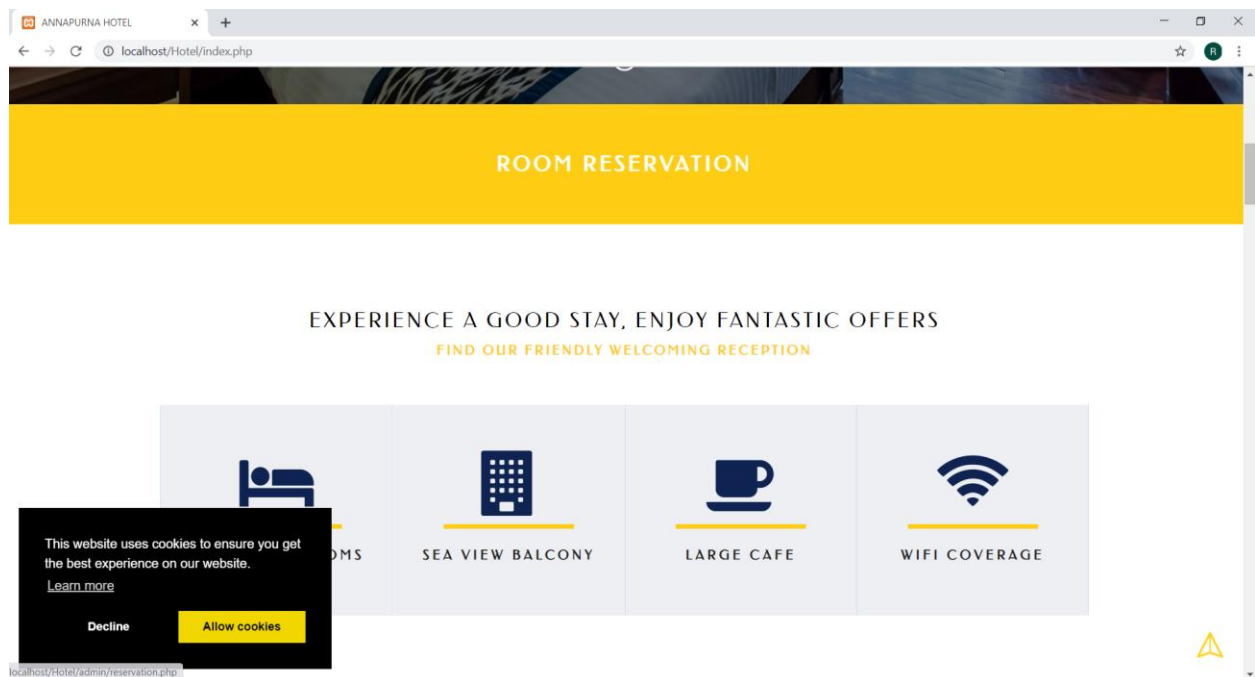 ANNAPURNA HOTEL
localhost/Hotel/index.php
R
ROOM RESERVATION
EXPERIENCE A GOOD STAY, ENJOY FANTASTIC OFFERS
FIND OUR FRIENDLY WELCOMING RECEPTION
OMS
SEA VIEW BALCONY
LARGE CAFE
WIFI COVERAGE
This website uses cookies to ensure you get
the best experience on our website.
Learn more
Decline
Allow cookies
localhost/Hotel/admin/reservation.php